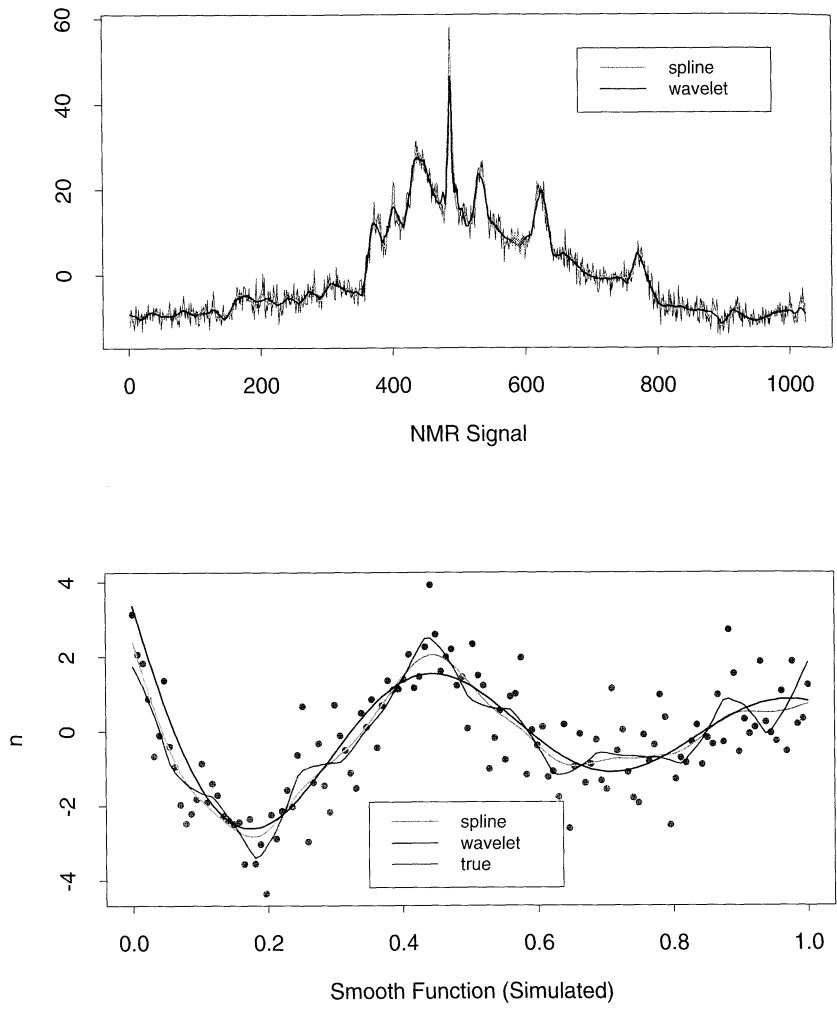 60
40
20
0
spline
wavelet
0 200 400 600 800 1000
NMR Signal
4
2
0
-2
-4
n
spline
wavelet
true
0.0 0.2 0.4 0.6 0.8 1.0
Smooth Function (Simulated)